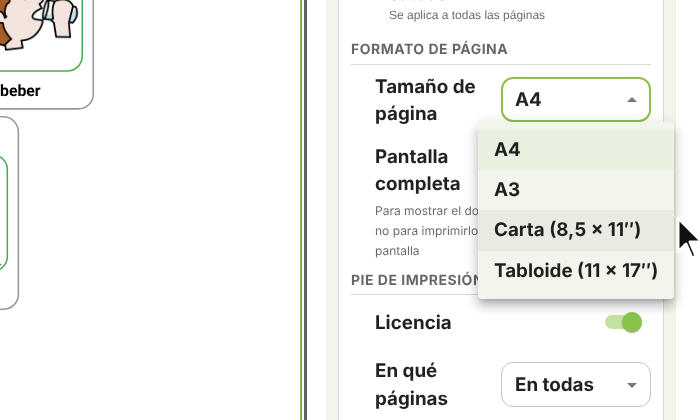 Se aplica a todas las páginas
FORMATO DE PÁGINA
beber
Tamaño de
página
A4
A4
A3
Carta (8,5 × 11″)
Tabloide (11 × 17″)
Pantalla
completa
Para mostrar el do
no para imprimirlo
pantalla
PIE DE IMPRESIÓN
Licencia
En qué
páginas
En todas